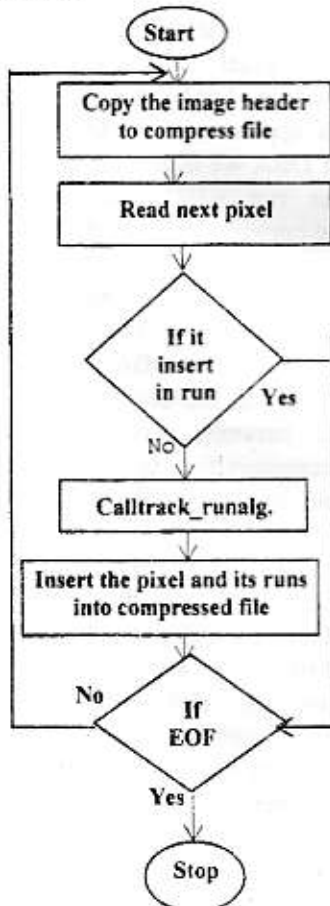 Start
Copy the image header
to compress file
Read next pixel
If it
insert
in run
Yes
No
Calltrack_runalg.
Insert the pixel and its runs
into compressed file
No
If
EOF
Yes
Stop